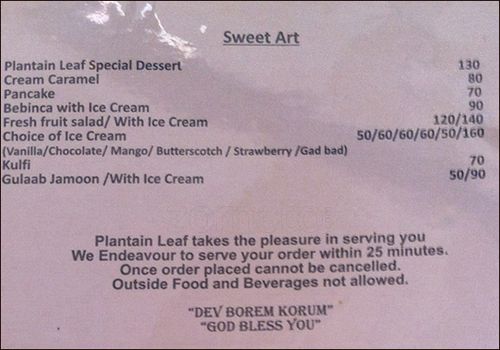 Sweet Art
Plantain Leaf Special Dessert 130
Cream Caramel 80
Pancake 70
Bebinca with Ice Cream 90
Fresh fruit salad/ With Ice Cream 120/140
Choice of Ice Cream 50/60/60/60/50/160
(Vanilla/Chocolate/ Mango/ Butterscotch / Strawberry /Gad bad)
Kulfi 70
Gulaab Jamoon /With Ice Cream 50/90
Plantain Leaf takes the pleasure in serving you
We Endeavour to serve your order within 25 minutes.
Once order placed cannot be cancelled.
Outside Food and Beverages not allowed.
"DEV BOREM KORUM"
"GOD BLESS YOU"